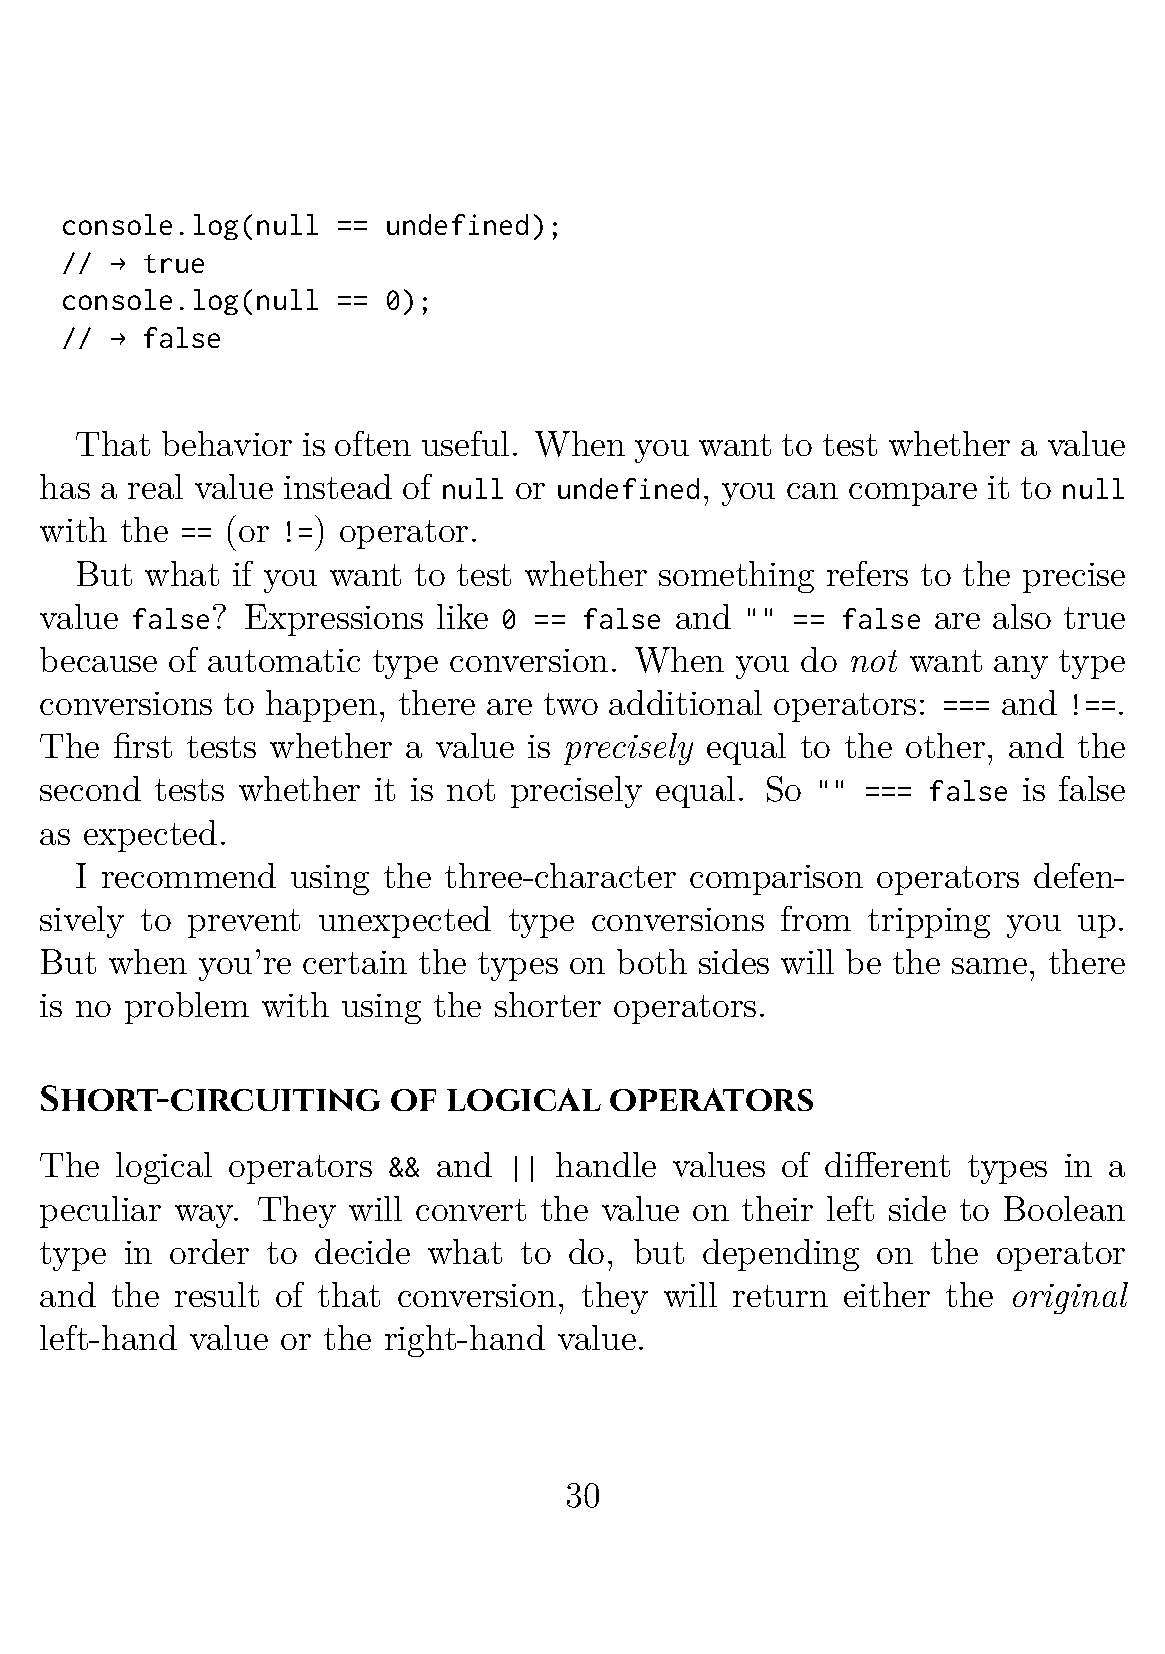 console.log(null == undefined);
// → true
console.log(null == 0);
// → false
That behavior is often useful. When you want to test whether a value
has a real value instead of null or undefined, you can compare it to null
with the == (or !=) operator.
But what if you want to test whether something refers to the precise
value false? Expressions like 0 == false and "" == false are also true
because of automatic type conversion. When you do not want any type
conversions to happen, there are two additional operators: === and !==.
The first tests whether a value is precisely equal to the other, and the
second tests whether it is not precisely equal. So "" === false is false
as expected.
I recommend using the three-character comparison operators defen-
sively to prevent unexpected type conversions from tripping you up.
But when you're certain the types on both sides will be the same, there
is no problem with using the shorter operators.
Short-circuiting of logical operators
The logical operators && and || handle values of different types in a
peculiar way. They will convert the value on their left side to Boolean
type in order to decide what to do, but depending on the operator
and the result of that conversion, they will return either the original
left-hand value or the right-hand value.
30